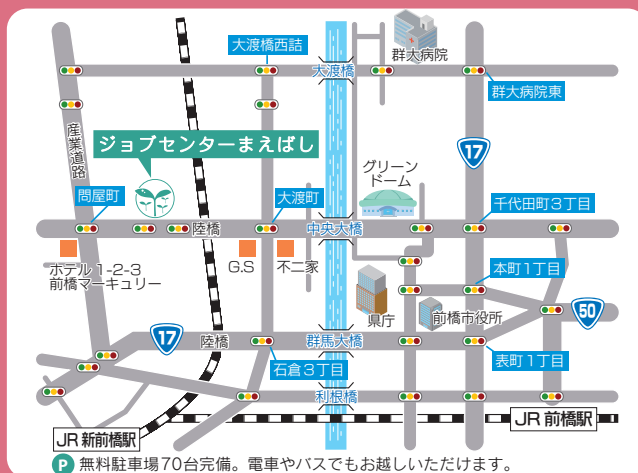 大渡橋西詰
群大病院
大渡橋
群大病院東
産業道路
ジョブセンターまえばし
17
グリーン
ドーム
問屋町
大渡町
千代田町3丁目
陸橋
中央大橋
ホテル 1-2-3
前橋マーキュリー
G.S
不二家
本町1丁目
県庁
前橋市役所
50
17
陸橋
群馬大橋
石倉3丁目
表町1丁目
利根橋
JR 新前橋駅
JR 前橋駅
P 無料駐車場70台完備。電車やバスでもお越しいただけます。